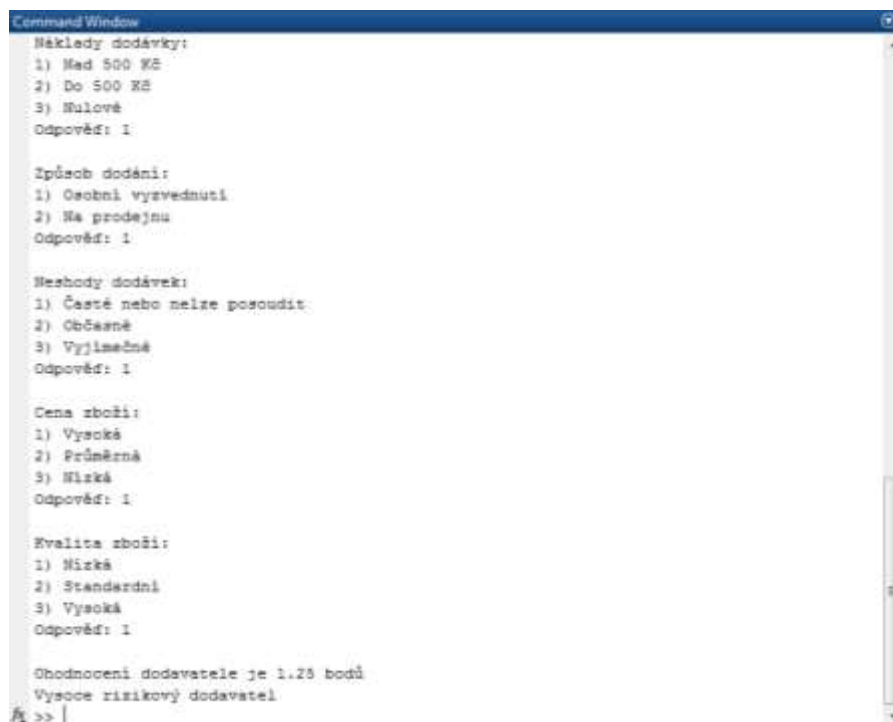 Command Window
Náklady dodávky:
1) Nad 500 Kč
2) Do 500 Kč
3) Nulové
Odpověď: 1
Způsob dodání:
1) Osobní vyzvednutí
2) Na prodejnu
Odpověď: 1
Neshody dodávek:
1) Časté nebo nelze posoudit
2) Občasné
3) Vyjímečné
Odpověď: 1
Cena zboží:
1) Vysoká
2) Průměrná
3) Nízká
Odpověď: 1
Kvalita zboží:
1) Nízká
2) Standardní
3) Vysoká
Odpověď: 1
Ohodnocení dodavatele je 1.25 bodů
Vysoce rizikový dodavatel
fx >>